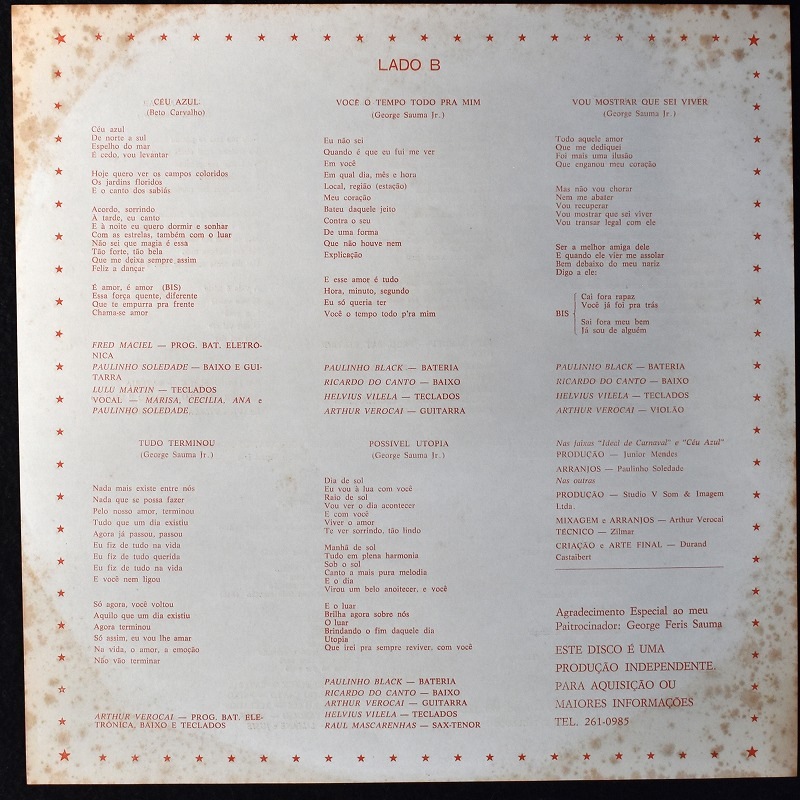 LADO B
CÉU AZUL
(Beto Carvalho)
Céu azul
De norte a sul
Espelho do mar
É cedo, vou levantar
Hoje quero ver os campos coloridos
Os jardins floridos
E o canto dos sabiás
Acordo, sorrindo
A tarde, eu canto
E à noite eu quero dormir e sonhar
Com as estrelas, também com o luar
Não sei que magia é essa
Tão forte, tão bela
Que me deixa sempre assim
Feliz a dançar
É amor, é amor (BIS)
Essa força quente, diferente
Que te empurra pra frente
Chama-se amor
FRED MACIEL — PROG. BAT. ELETRÔ-
NICA
PAULINHO SOLEDADE — BAIXO E GUI-
TARRA
LULU MARTIN — TECLADOS
VOCAL — MARISA, CECILIA, ANA e
PAULINHO SOLEDADE
TUDO TERMINOU
(George Sauma Jr.)
Nada mais existe entre nós
Nada que se possa fazer
Pelo nosso amor, terminou
Tudo que um dia existiu
Agora já passou, passou
Eu fiz de tudo na vida
Eu fiz de tudo querida
Eu fiz de tudo na vida
E você nem ligou
Só agora, você voltou
Aquilo que um dia existiu
Agora terminou
Só assim, eu vou lhe amar
Na vida, o amor, a emoção
Não vão terminar
ARTHUR VEROCAI — PROG. BAT. ELE-
TRÔNICA, BAIXO E TECLADOS
VOCÊ O TEMPO TODO PRA MIM
(George Sauma Jr.)
Eu não sei
Quando é que eu fui me ver
Em você
Em qual dia, mês e hora
Local, região (estação)
Meu coração
Bateu daquele jeito
Contra o seu
De uma forma
Que não houve nem
Explicação
E esse amor é tudo
Hora, minuto, segundo
Eu só queria ter
Você o tempo todo p'ra mim
PAULINHO BLACK — BATERIA
RICARDO DO CANTO — BAIXO
HELVIUS VILELA — TECLADOS
ARTHUR VEROCAI — GUITARRA
POSSÍVEL UTOPIA
(George Sauma Jr.)
Dia de sol
Eu vou à lua com você
Raio de sol
Vou ver o dia acontecer
E com você
Viver o amor
Te ver sorrindo, tão lindo
Manhã de sol
Tudo em plena harmonia
Sob o sol
Canto a mais pura melodia
E o dia
Virou um belo anoitecer, e você
E o luar
Brilha agora sobre nós
O luar
Brindando o fim daquele dia
Utopia
Que irei pra sempre reviver, com você
PAULINHO BLACK — BATERIA
RICARDO DO CANTO — BAIXO
ARTHUR VEROCAI — GUITARRA
HELVIUS VILELA — TECLADOS
RAUL MASCARENHAS — SAX-TENOR
VOU MOSTRAR QUE SEI VIVER
(George Sauma Jr.)
Todo aquele amor
Que me dediquei
Foi mais uma ilusão
Que enganou meu coração
Mas não vou chorar
Nem me abater
Vou recuperar
Vou mostrar que sei viver
Vou transar legal com ele
Ser a melhor amiga dele
E quando ele vier me assolar
Bem debaixo do meu nariz
Digo a ele:
BIS
Cai fora rapaz
Você já foi pra trás
Sai fora meu bem
Já sou de alguém
PAULINHO BLACK — BATERIA
RICARDO DO CANTO — BAIXO
HELVIUS VILELA — TECLADOS
ARTHUR VEROCAI — VIOLÃO
Nas faixas "Ideal de Carnaval" e "Céu Azul"
PRODUÇÃO — Junior Mendes
ARRANJOS — Paulinho Soledade
Nas outras
PRODUÇÃO — Studio V Som & Imagem
Ltda.
MIXAGEM e ARRANJOS — Arthur Verocai
TÉCNICO — Zilmar
CRIAÇÃO e ARTE FINAL — Durand
Castaibert
Agradecimento Especial ao meu
Paitrocinador: George Feris Sauma
ESTE DISCO É UMA
PRODUÇÃO INDEPENDENTE.
PARA AQUISIÇÃO OU
MAIORES INFORMAÇÕES
TEL. 261-0985